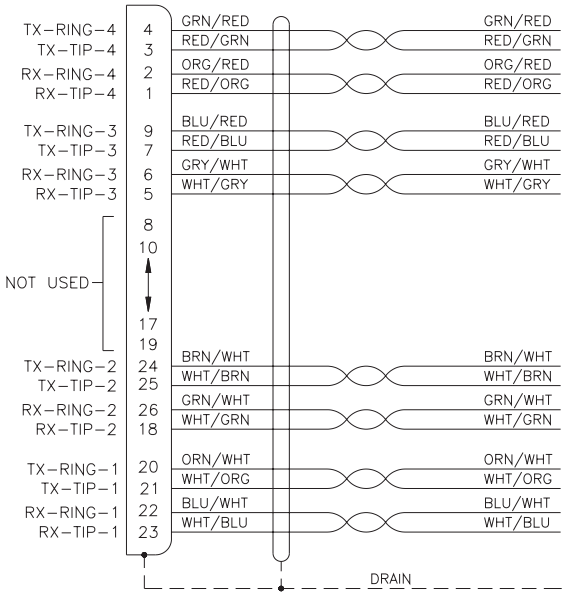 TX-RING-4 4 GRN/RED GRN/RED
TX-TIP-4 3 RED/GRN RED/GRN
RX-RING-4 2 ORG/RED ORG/RED
RX-TIP-4 1 RED/ORG RED/ORG
TX-RING-3 9 BLU/RED BLU/RED
TX-TIP-3 7 RED/BLU RED/BLU
RX-RING-3 6 GRY/WHT GRY/WHT
RX-TIP-3 5 WHT/GRY WHT/GRY
8
10
NOT USED
17
19
TX-RING-2 24 BRN/WHT BRN/WHT
TX-TIP-2 25 WHT/BRN WHT/BRN
RX-RING-2 26 GRN/WHT GRN/WHT
RX-TIP-2 18 WHT/GRN WHT/GRN
TX-RING-1 20 ORN/WHT ORN/WHT
TX-TIP-1 21 WHT/ORG WHT/ORG
RX-RING-1 22 BLU/WHT BLU/WHT
RX-TIP-1 23 WHT/BLU WHT/BLU
DRAIN